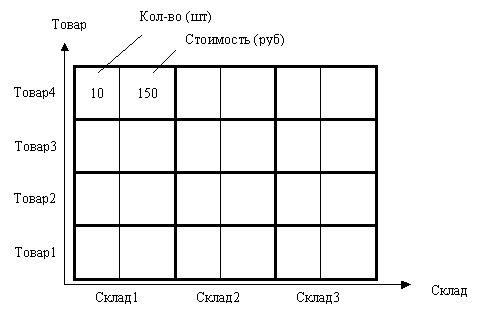 Кол-во (шт)
Товар
Стоимость (руб)
Товар4 10 150
Товар3
Товар2
Товар1
Склад
Склад1 Склад2 Склад3